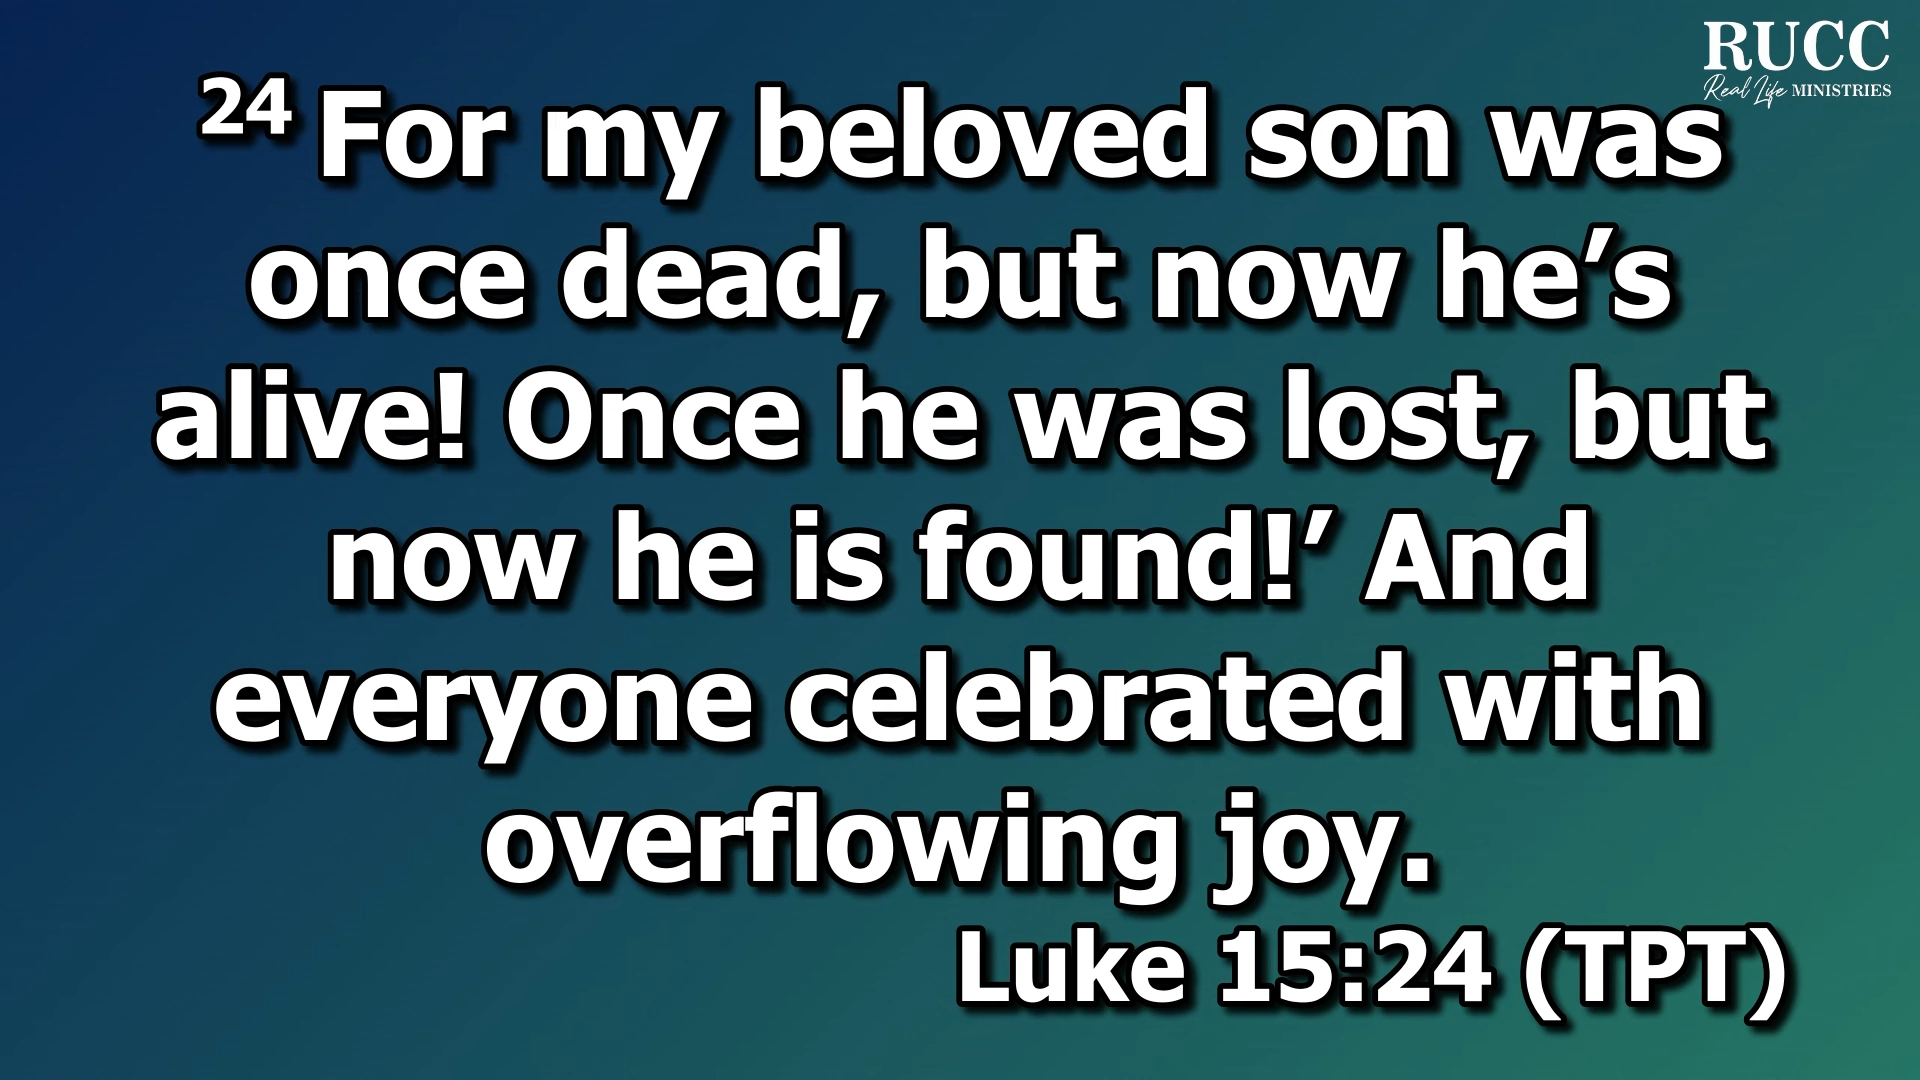 RUCC
Real Life MINISTRIES
24 For my beloved son was
once dead, but now he’s
alive! Once he was lost, but
now he is found!’ And
everyone celebrated with
overflowing joy.
Luke 15:24 (TPT)